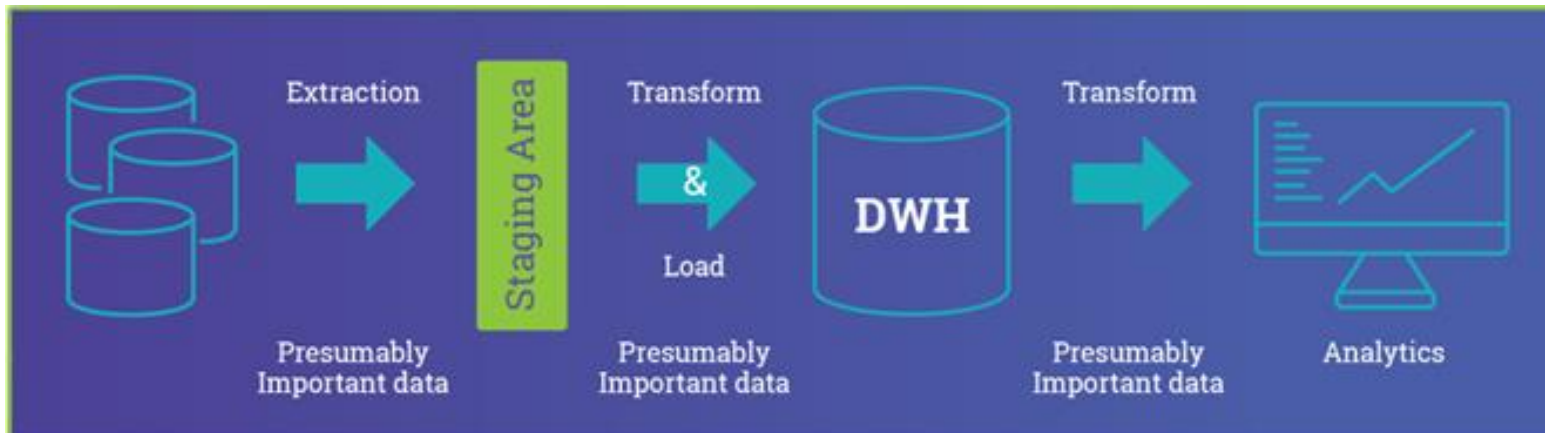 Extraction
Presumably
Important data
Staging Area
Transform
&
Load
Presumably
Important data
DWH
Transform
Presumably
Important data
Analytics